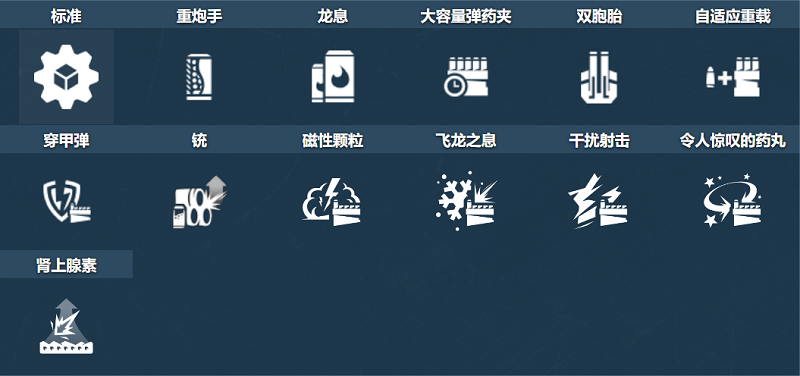 标准 重炮手 龙息 大容量弹药夹 双胞胎 自适应重载
穿甲弹 铳 磁性颗粒 飞龙之息 干扰射击 令人惊叹的药丸
肾上腺素